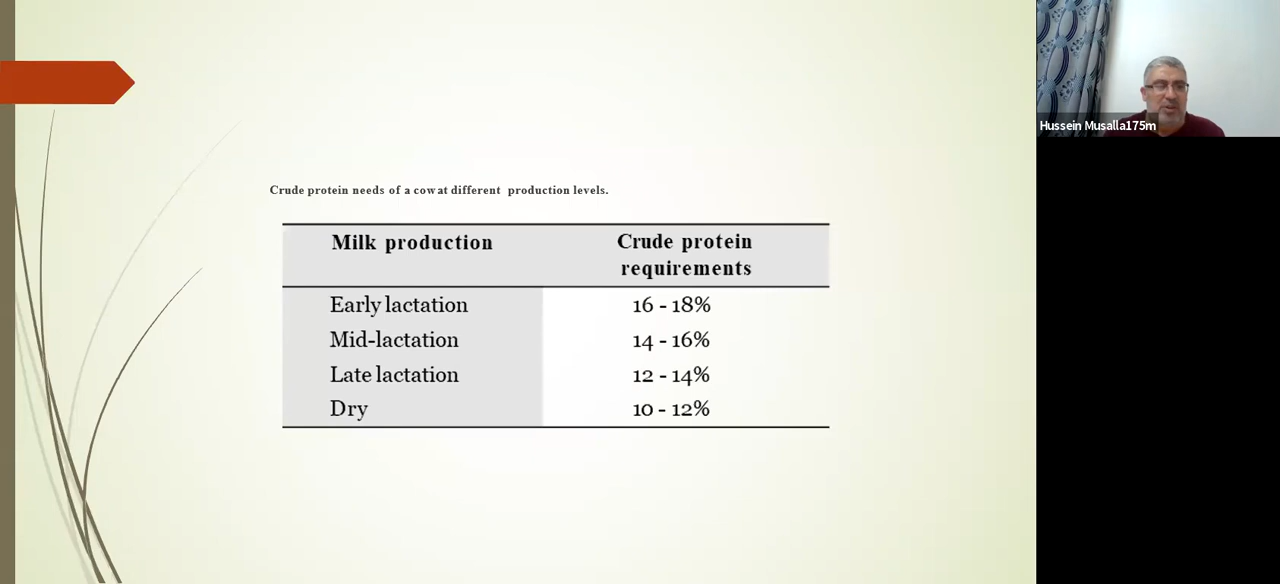 Crude protein needs of a cow at different production levels.
Milk production Crude protein
requirements
Early lactation 16 - 18%
Mid-lactation 14 - 16%
Late lactation 12 - 14%
Dry 10 - 12%
Hussein Musalla175m